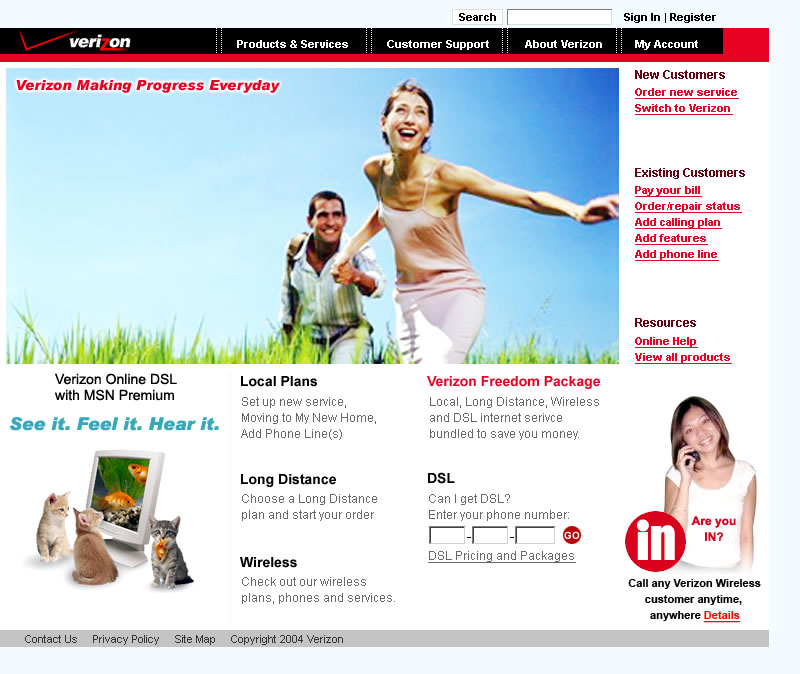 Search
Sign In | Register
verizon
Products & Services
Customer Support
About Verizon
My Account
Verizon Making Progress Everyday
New Customers
Order new service
Switch to Verizon
Existing Customers
Pay your bill
Order/repair status
Add calling plan
Add features
Add phone line
Resources
Online Help
View all products
Verizon Online DSL
with MSN Premium
See it. Feel it. Hear it.
Local Plans
Set up new service,
Moving to My New Home,
Add Phone Line(s)
Long Distance
Choose a Long Distance
plan and start your order
Wireless
Check out our wireless
plans, phones and services.
Verizon Freedom Package
Local, Long Distance, Wireless
and DSL internet serivce
bundled to save you money.
DSL
Can I get DSL?
Enter your phone number:
- - GO
DSL Pricing and Packages
in
Are you
IN?
Call any Verizon Wireless
customer anytime,
anywhere Details
Contact Us
Privacy Policy
Site Map
Copyright 2004 Verizon